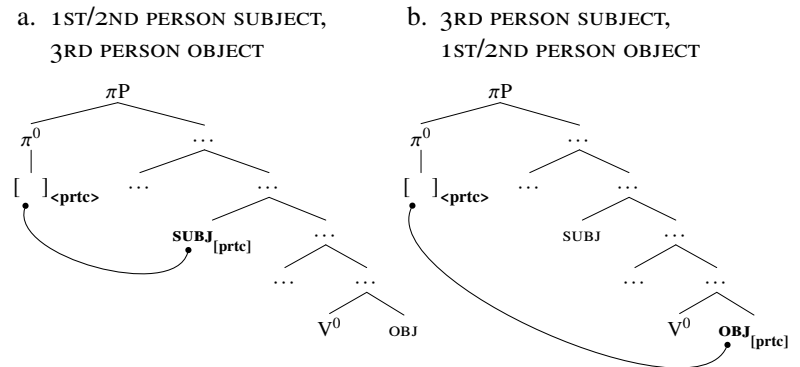 a. 1ST/2ND PERSON SUBJECT,
3RD PERSON OBJECT
πP
π⁰ …
[ ]<prtc> … …
SUBJ[prtc] …
… …
V⁰ OBJ
b. 3RD PERSON SUBJECT,
1ST/2ND PERSON OBJECT
πP
π⁰ …
[ ]<prtc> … …
SUBJ …
… …
V⁰ OBJ[prtc]